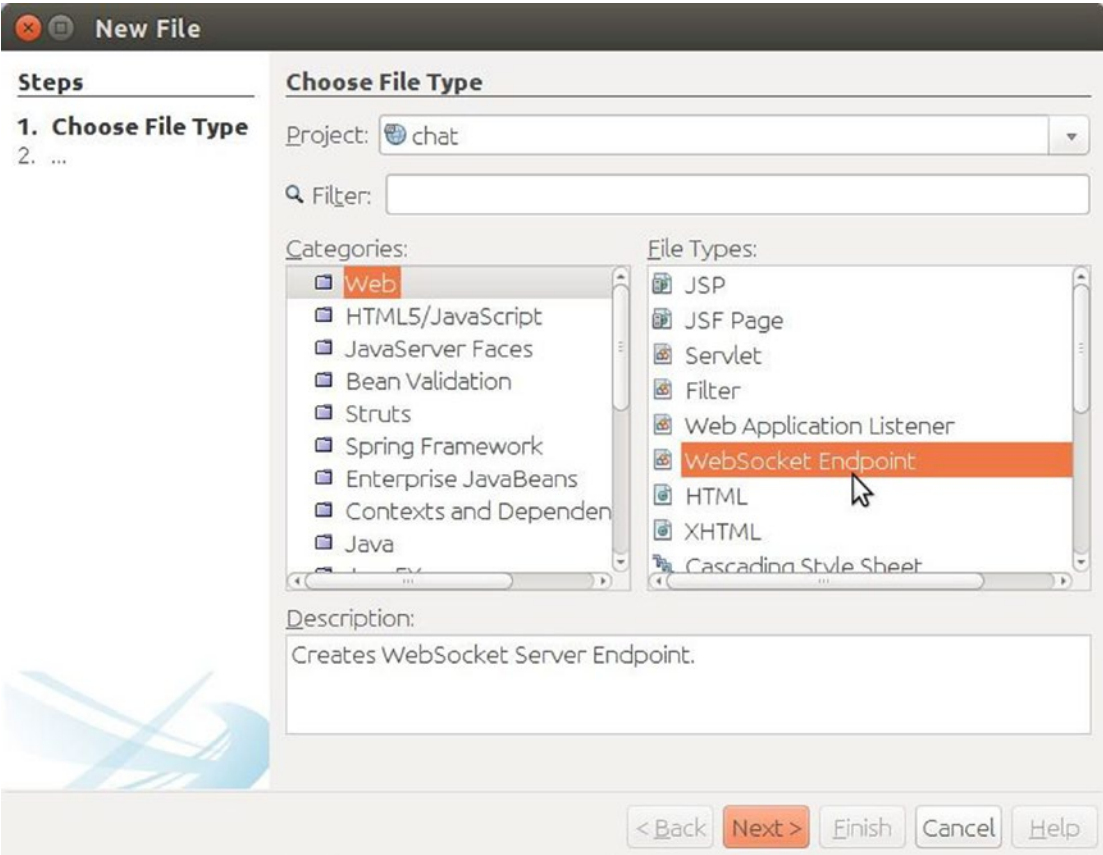 New File
Steps
1. Choose File Type
2. ...
Choose File Type
Project: chat
Filter:
Categories:
Web
HTML5/JavaScript
JavaServer Faces
Bean Validation
Struts
Spring Framework
Enterprise JavaBeans
Contexts and Dependen
Java
File Types:
JSP
JSF Page
Servlet
Filter
Web Application Listener
WebSocket Endpoint
HTML
XHTML
Cascading Style Sheet
Description:
Creates WebSocket Server Endpoint.
< Back Next > Finish Cancel Help